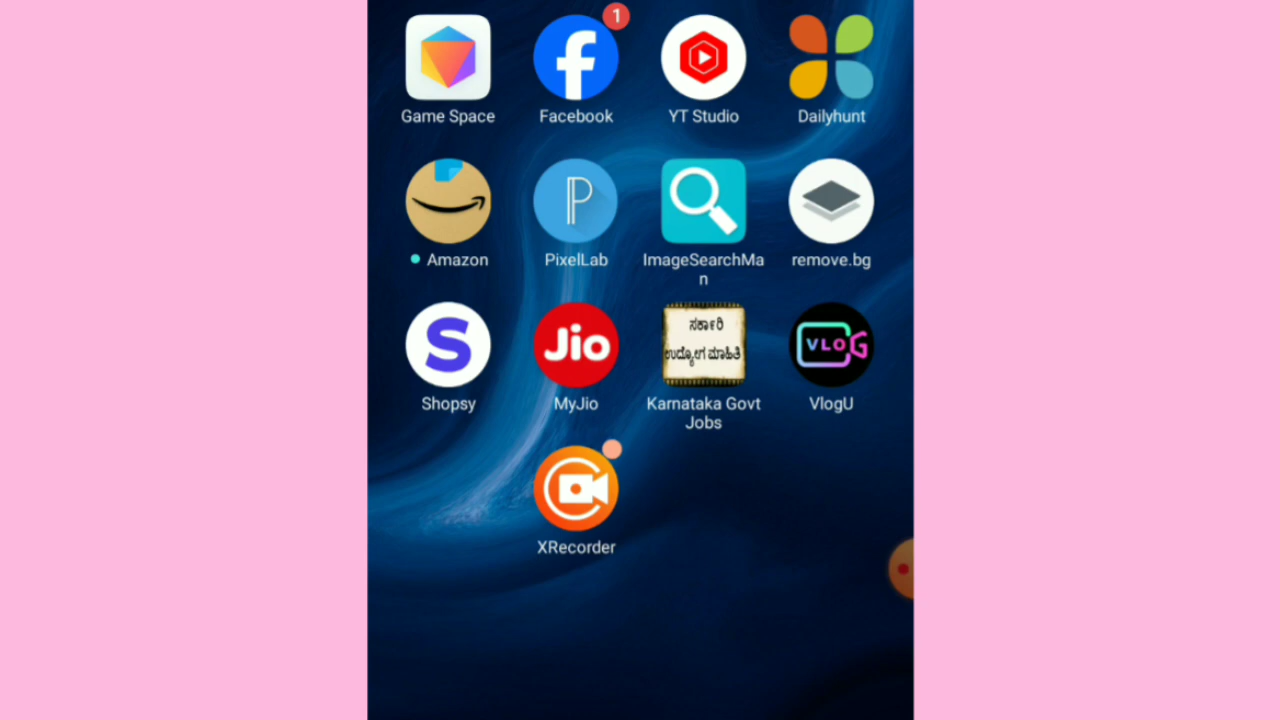 1
Game Space
Facebook
YT Studio
Dailyhunt
Amazon
PixelLab
ImageSearchMa
n
remove.bg
S
Jio
ಸರ್ಕಾರಿ
ಉದ್ಯೋಗ ಮಾಹಿತಿ
VLOG
Shopsy
MyJio
Karnataka Govt
Jobs
VlogU
XRecorder